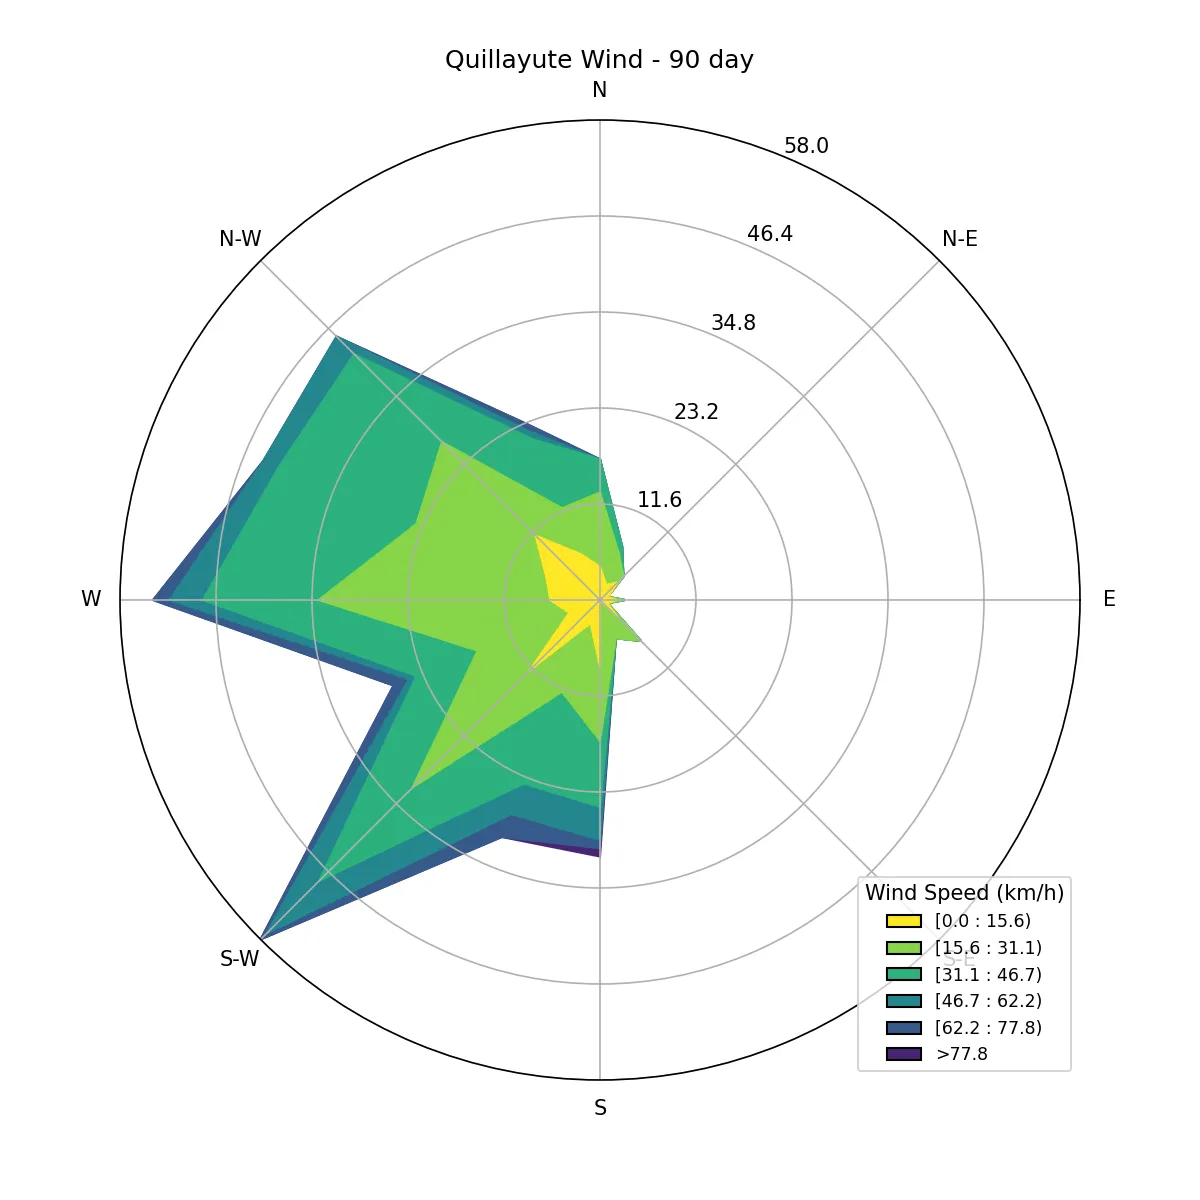 Quillayute Wind - 90 day
N
58.0
46.4
N-W
N-E
34.8
23.2
11.6
W
E
S-W
S-E
S
Wind Speed (km/h)
[0.0 : 15.6)
[15.6 : 31.1)
[31.1 : 46.7)
[46.7 : 62.2)
[62.2 : 77.8)
>77.8